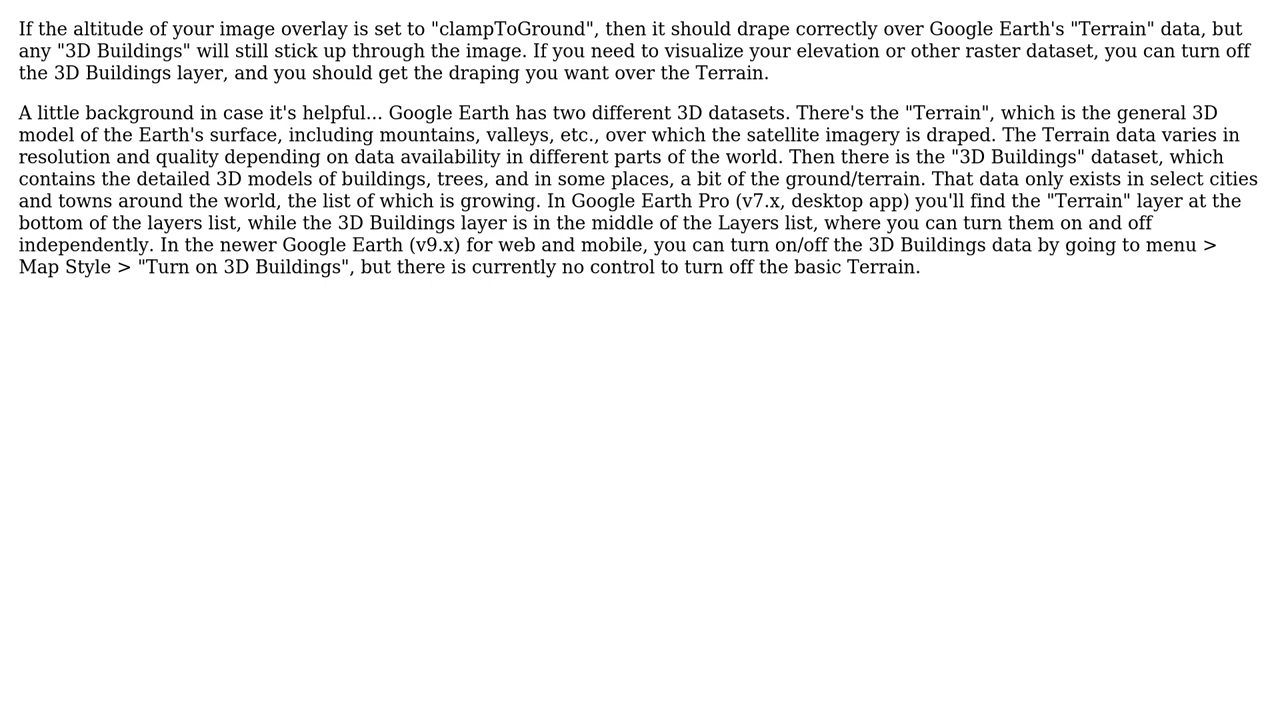 If the altitude of your image overlay is set to "clampToGround", then it should drape correctly over Google Earth's "Terrain" data, but
any "3D Buildings" will still stick up through the image. If you need to visualize your elevation or other raster dataset, you can turn off
the 3D Buildings layer, and you should get the draping you want over the Terrain.
A little background in case it's helpful... Google Earth has two different 3D datasets. There's the "Terrain", which is the general 3D
model of the Earth's surface, including mountains, valleys, etc., over which the satellite imagery is draped. The Terrain data varies in
resolution and quality depending on data availability in different parts of the world. Then there is the "3D Buildings" dataset, which
contains the detailed 3D models of buildings, trees, and in some places, a bit of the ground/terrain. That data only exists in select cities
and towns around the world, the list of which is growing. In Google Earth Pro (v7.x, desktop app) you'll find the "Terrain" layer at the
bottom of the layers list, while the 3D Buildings layer is in the middle of the Layers list, where you can turn them on and off
independently. In the newer Google Earth (v9.x) for web and mobile, you can turn on/off the 3D Buildings data by going to menu >
Map Style > "Turn on 3D Buildings", but there is currently no control to turn off the basic Terrain.